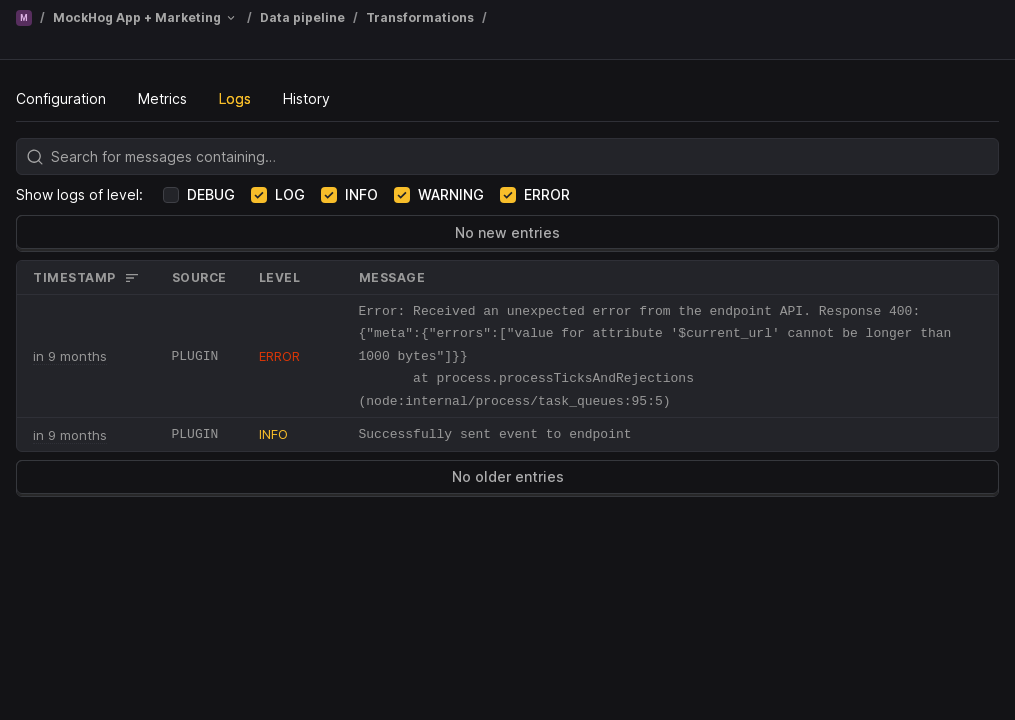 M / MockHog App + Marketing / Data pipeline / Transformations /
Configuration Metrics Logs History
Search for messages containing…
Show logs of level: DEBUG LOG INFO WARNING ERROR
No new entries
TIMESTAMP SOURCE LEVEL MESSAGE
Error: Received an unexpected error from the endpoint API. Response 400:
{"meta":{"errors":["value for attribute '$current_url' cannot be longer than
in 9 months PLUGIN ERROR 1000 bytes"]}}
at process.processTicksAndRejections
(node:internal/process/task_queues:95:5)
in 9 months PLUGIN INFO Successfully sent event to endpoint
No older entries